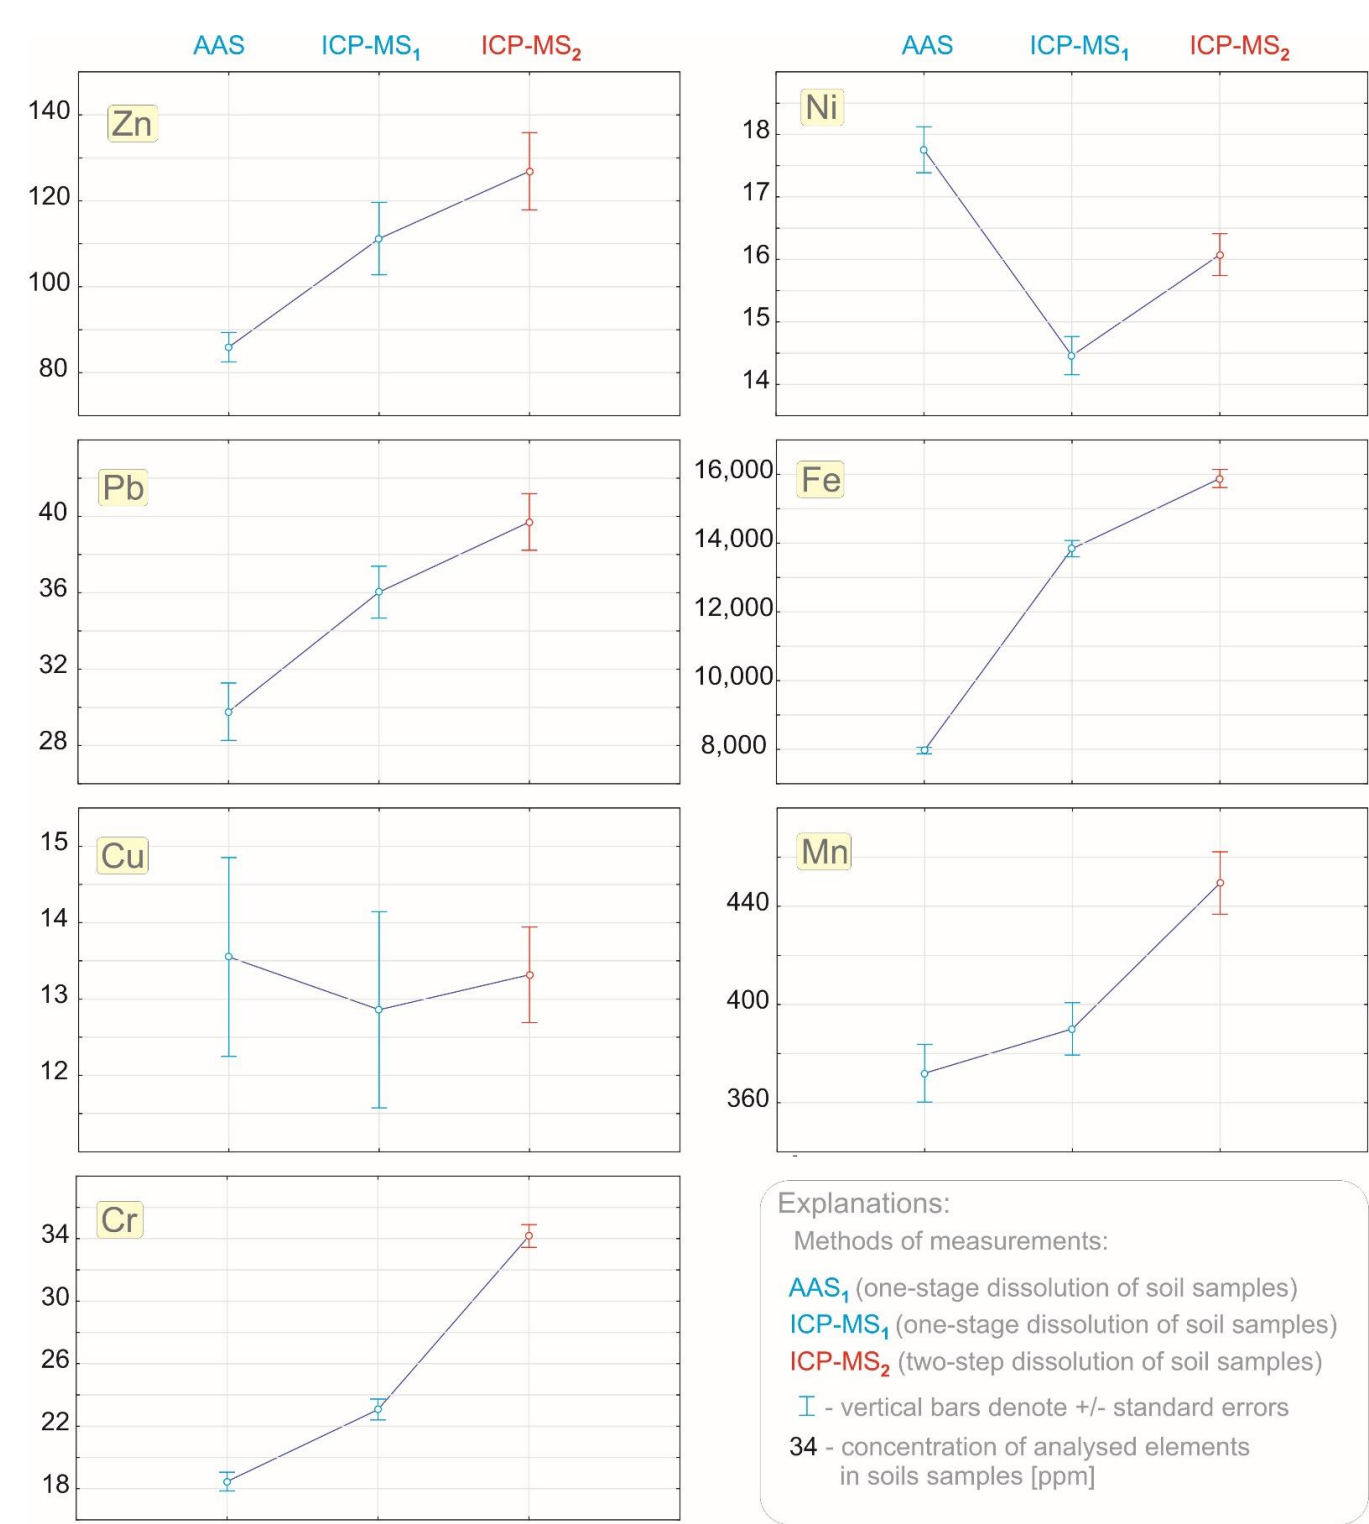 AAS ICP-MS1 ICP-MS2
AAS ICP-MS1 ICP-MS2
Zn
140
120
100
80
Ni
18
17
16
15
14
Pb
40
36
32
28
Fe
16,000
14,000
12,000
10,000
8,000
Cu
15
14
13
12
Mn
440
400
360
Cr
34
30
26
22
18
Explanations:
Methods of measurements:
AAS1 (one-stage dissolution of soil samples)
ICP-MS1 (one-stage dissolution of soil samples)
ICP-MS2 (two-step dissolution of soil samples)
- vertical bars denote +/- standard errors
34 - concentration of analysed elements
in soils samples [ppm]